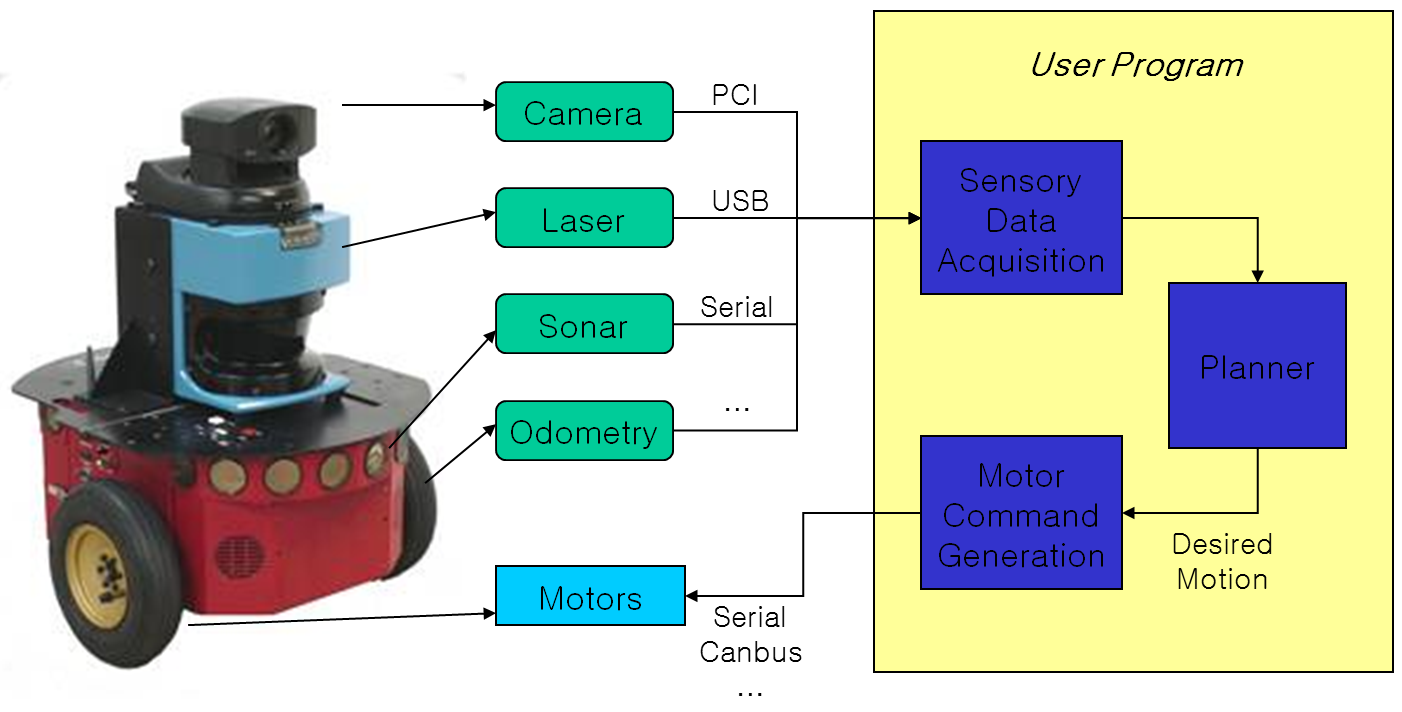 User Program
Camera
PCI
Laser
USB
Sonar
Serial
Odometry
...
Sensory
Data
Acquisition
Planner
Motor
Command
Generation
Desired
Motion
Motors
Serial
Canbus
...